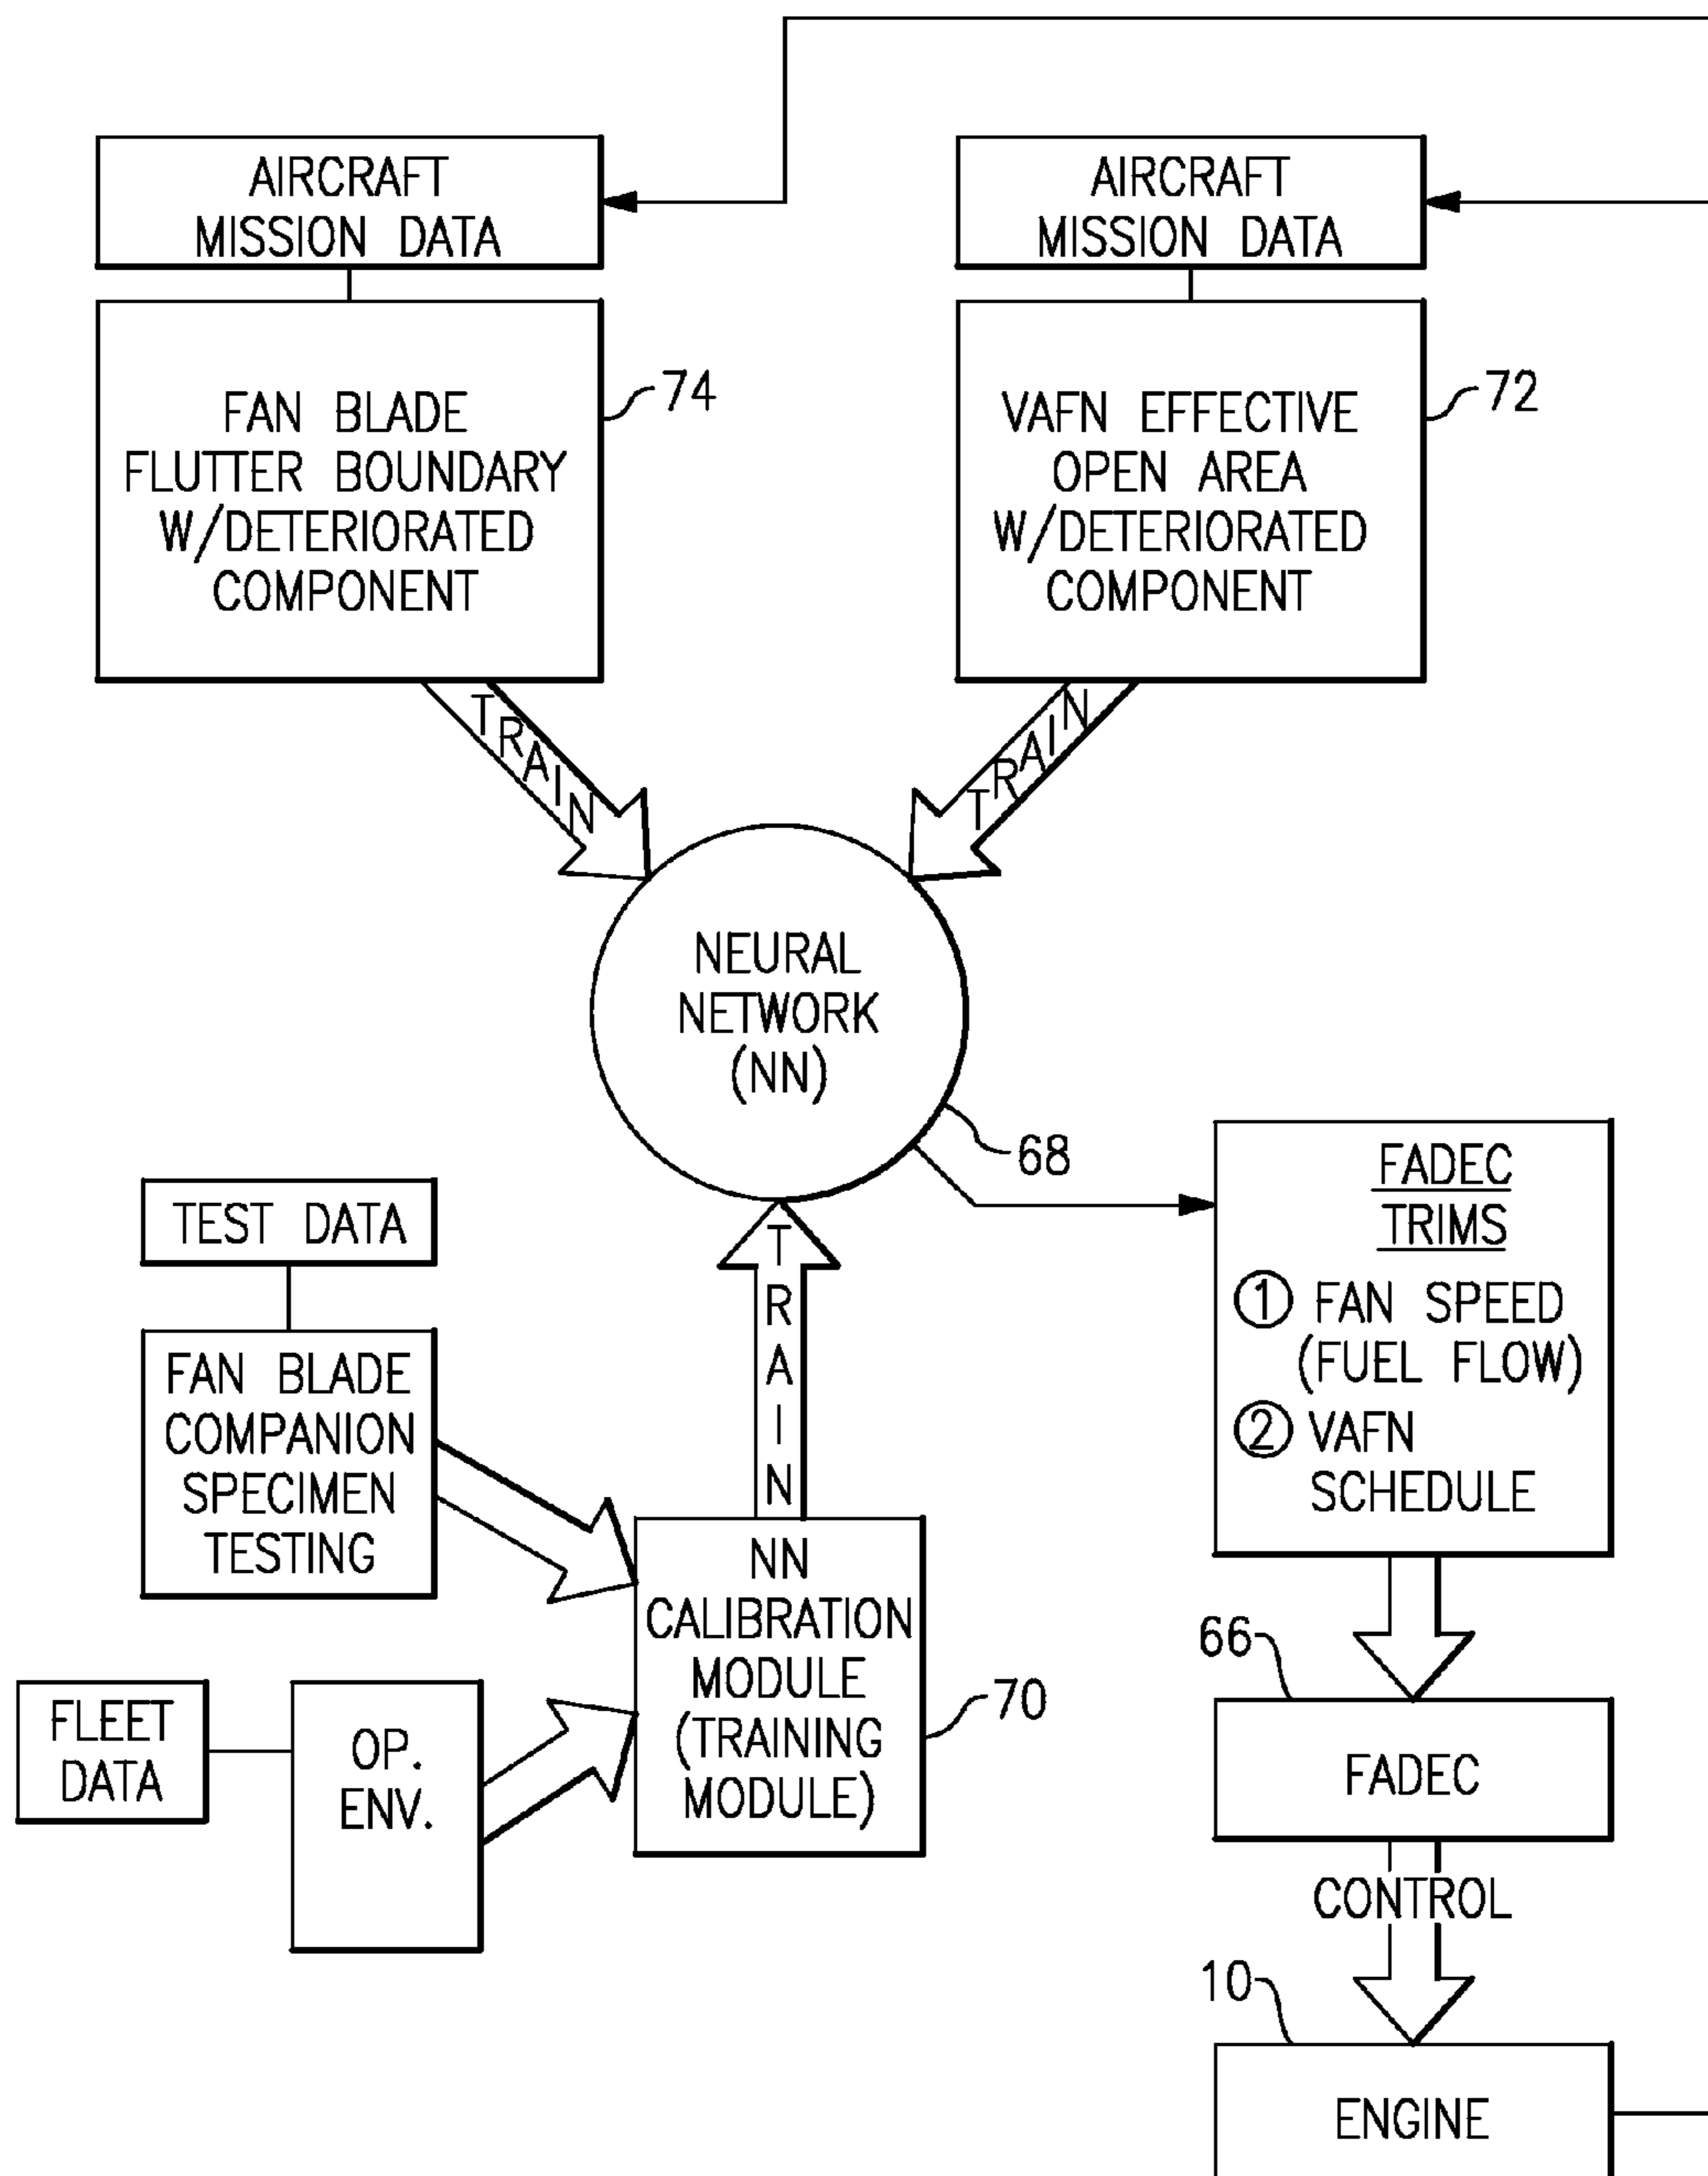 AIRCRAFT
MISSION DATA
AIRCRAFT
MISSION DATA
FAN BLADE
FLUTTER BOUNDARY
W/DETERIORATED
COMPONENT
74
VAFN EFFECTIVE
OPEN AREA
W/DETERIORATED
COMPONENT
72
TRAIN
TRAIN
NEURAL
NETWORK
(NN)
68
TEST DATA
FAN BLADE
COMPANION
SPECIMEN
TESTING
TRAIN
FLEET
DATA
OP.
ENV.
NN
CALIBRATION
MODULE
(TRAINING
MODULE)
70
FADEC
TRIMS
1 FAN SPEED
(FUEL FLOW)
2 VAFN
SCHEDULE
66
FADEC
CONTROL
10
ENGINE